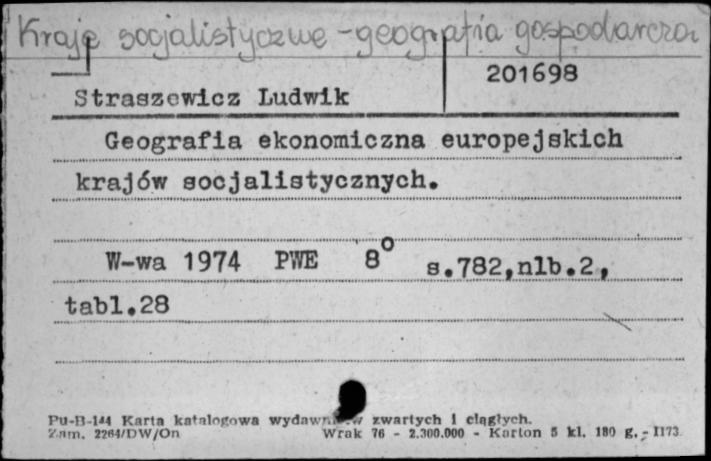 Kraje socjalistyczne - geografia gospodarcza
201698
Straszewicz Ludwik
Geografia ekonomiczna europejskich
krajów socjalistycznych.
W-wa 1974 PWE 8° s.782,nlb.2,
tabl.28
Pu-B-144 Karta katalogowa wydawnictw zwartych i ciągłych.
Zam. 2264/DW/On Wrak 76 - 2.300.000 - Karton 5 kl. 180 g. - II73